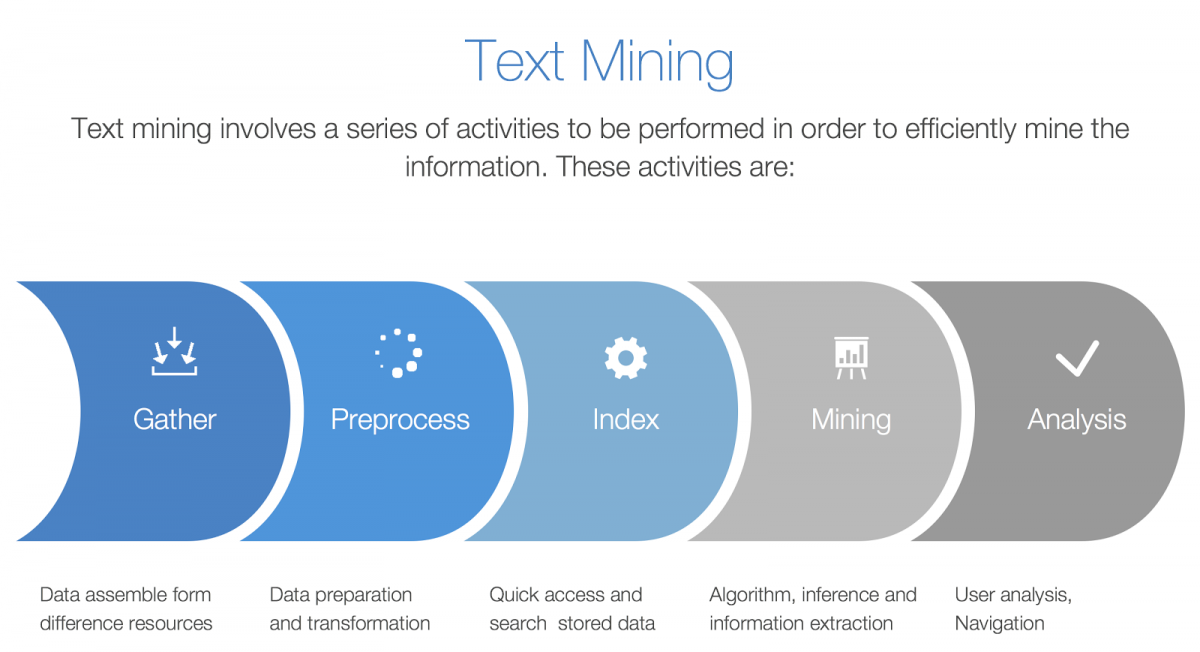 Text Mining
Text mining involves a series of activities to be performed in order to efficiently mine the
information. These activities are:
Gather
Preprocess
Index
Mining
Analysis
Data assemble form
difference resources
Data preparation
and transformation
Quick access and
search stored data
Algorithm, inference and
information extraction
User analysis,
Navigation